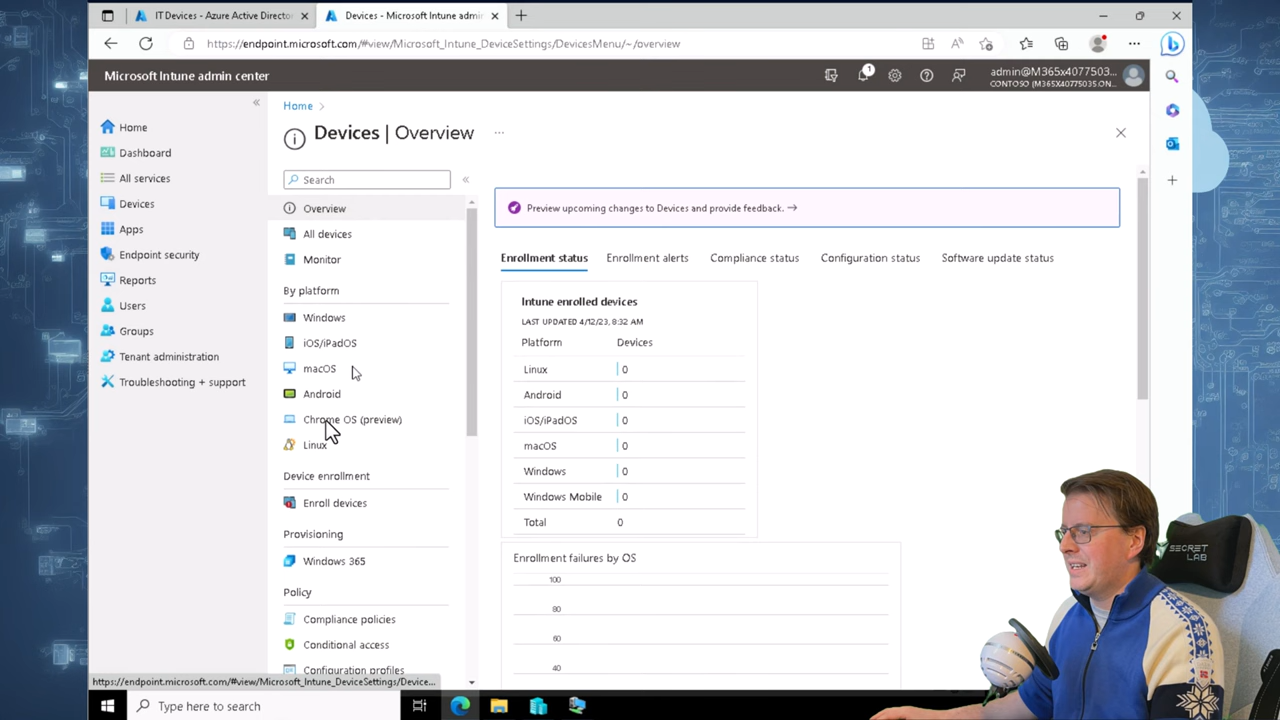 IT Devices - Azure Active Director
Devices - Microsoft Intune admin
https://endpoint.microsoft.com/#view/Microsoft_Intune_DeviceSettings/DevicesMenu/~/overview
Microsoft Intune admin center
1
admin@M365x4077503...
CONTOSO (M365X40775035.ON...
Home
Dashboard
All services
Devices
Apps
Endpoint security
Reports
Users
Groups
Tenant administration
Troubleshooting + support
Home >
Devices | Overview ...
Search
Overview
All devices
Monitor
By platform
Windows
iOS/iPadOS
macOS
Android
Chrome OS (preview)
Linux
Device enrollment
Enroll devices
Provisioning
Windows 365
Policy
Compliance policies
Conditional access
Configuration profiles
Preview upcoming changes to Devices and provide feedback. →
Enrollment status Enrollment alerts Compliance status Configuration status Software update status
Intune enrolled devices
LAST UPDATED 4/12/23, 8:32 AM
Platform Devices
Linux 0
Android 0
iOS/iPadOS 0
macOS 0
Windows 0
Windows Mobile 0
Total 0
Enrollment failures by OS
100
80
60
40
https://endpoint.microsoft.com/#view/Microsoft_Intune_DeviceSettings/Device...
Type here to search
SECRET
LAB